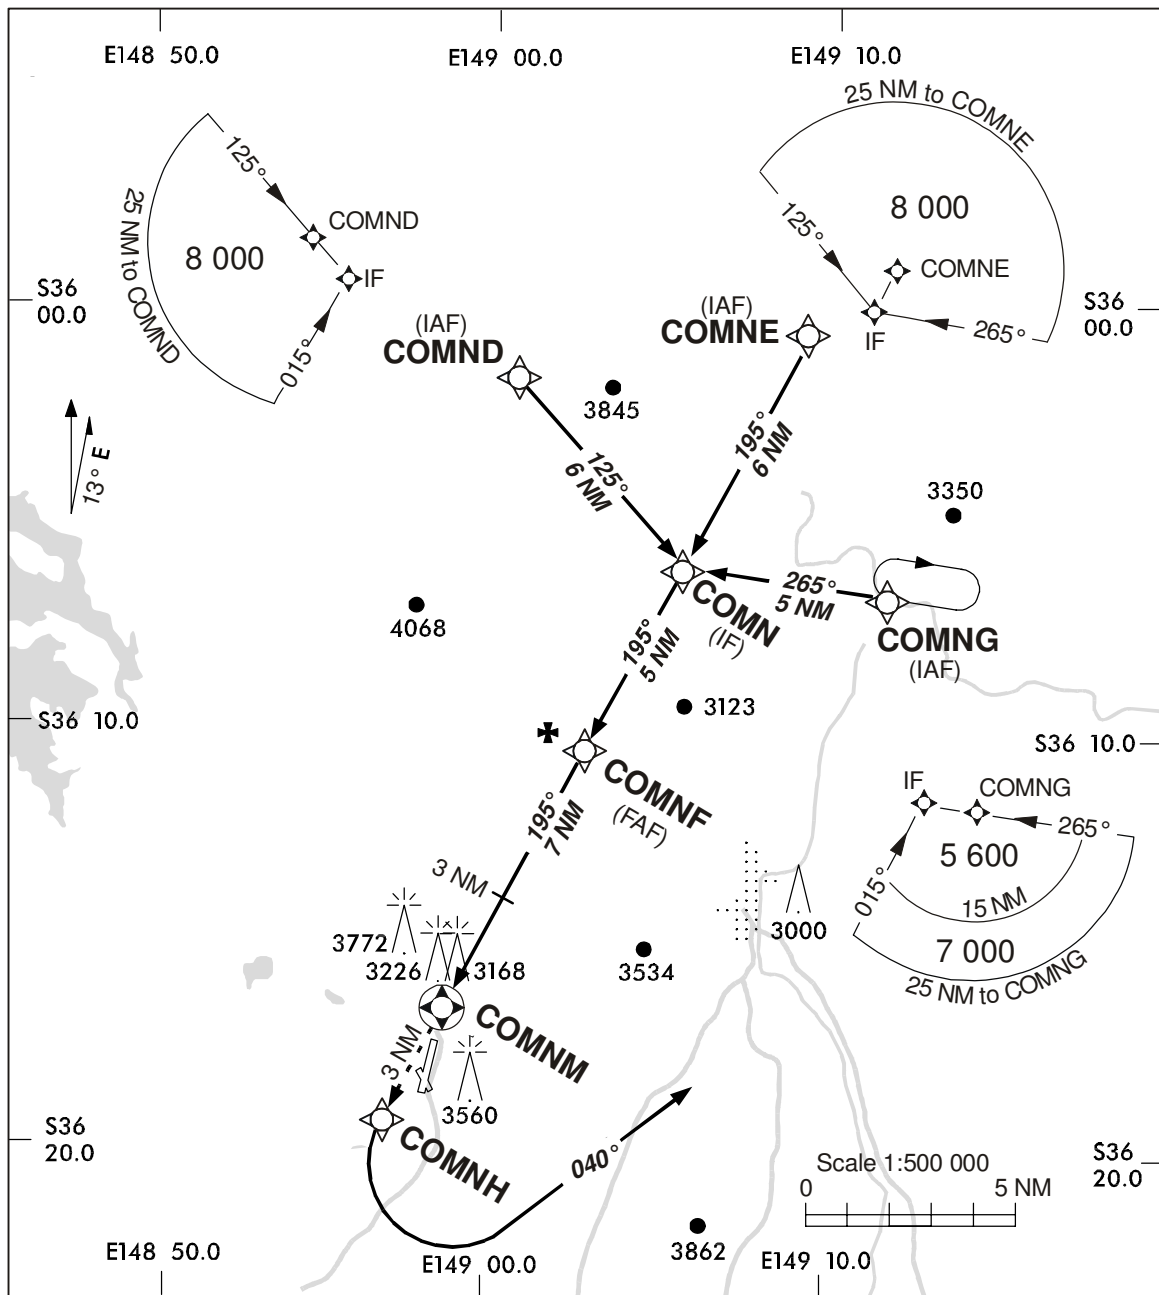 E148 50.0
E149 00.0
E149 10.0
25 NM to COMNE
125°
8 000
COMNE
IF
265°
125°
25 NM to COMND
8 000
COMND
IF
015°
S36
00.0
S36
00.0
(IAF)
COMND
(IAF)
COMNE
3845
13° E
125°
6 NM
195°
6 NM
3350
265°
5 NM
COMN
(IF)
COMNG
(IAF)
4068
195°
5 NM
3123
S36 10.0
S36 10.0
COMNF
(FAF)
IF
COMNG
265°
5 600
015°
15 NM
7 000
25 NM to COMNG
195°
7 NM
3 NM
3772
3226
3168
3534
3000
COMNM
3 NM
3560
COMNH
040°
S36
20.0
S36
20.0
Scale 1:500 000
0
5 NM
3862
E148 50.0
E149 00.0
E149 10.0